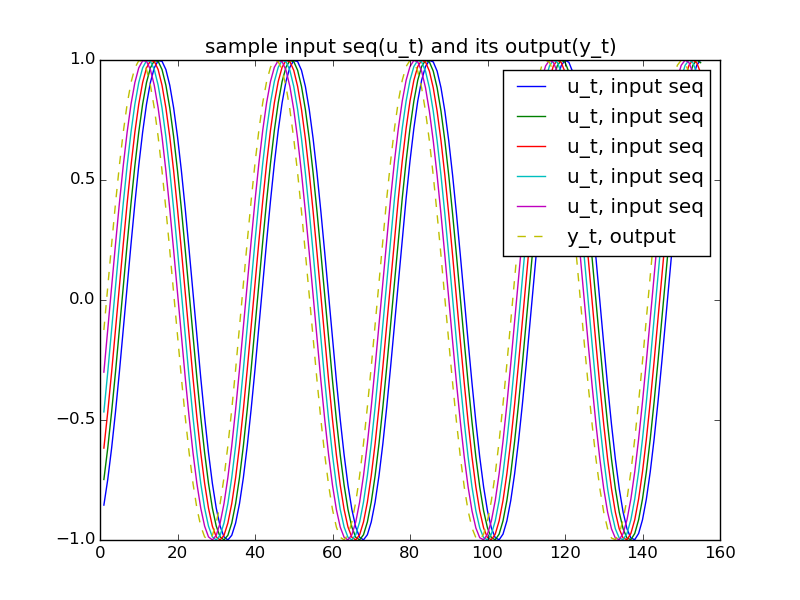 sample input seq(u_t) and its output(y_t)
1.0
0.5
0.0
−0.5
−1.0
0 20 40 60 80 100 120 140 160
u_t, input seq
u_t, input seq
u_t, input seq
u_t, input seq
u_t, input seq
y_t, output